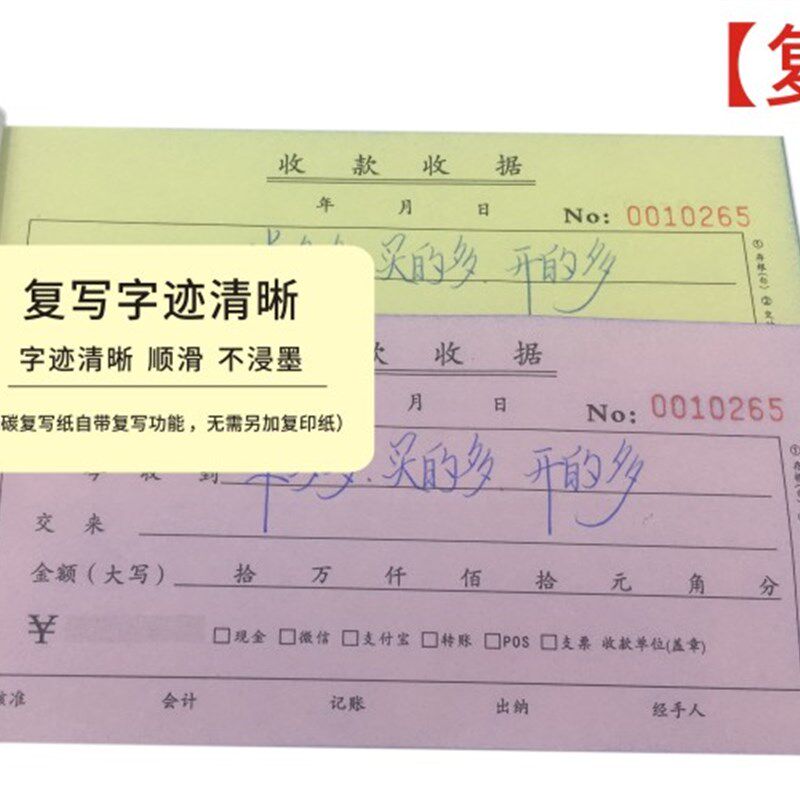 【复
收款收据
年 月 日 No: 0010265
买的多 开的多
复写字迹清晰
字迹清晰 顺滑 不浸墨
碳复写纸自带复写功能，无需另加复印纸）
款收据
月 日 No: 0010265
今收到 买的多 开的多
交来
金额（大写） 拾 万 仟 佰 拾 元 角 分
¥ □现金 □微信 □支付宝 □转账 □POS □支票 收款单位(盖章)
核准 会计 记账 出纳 经手人